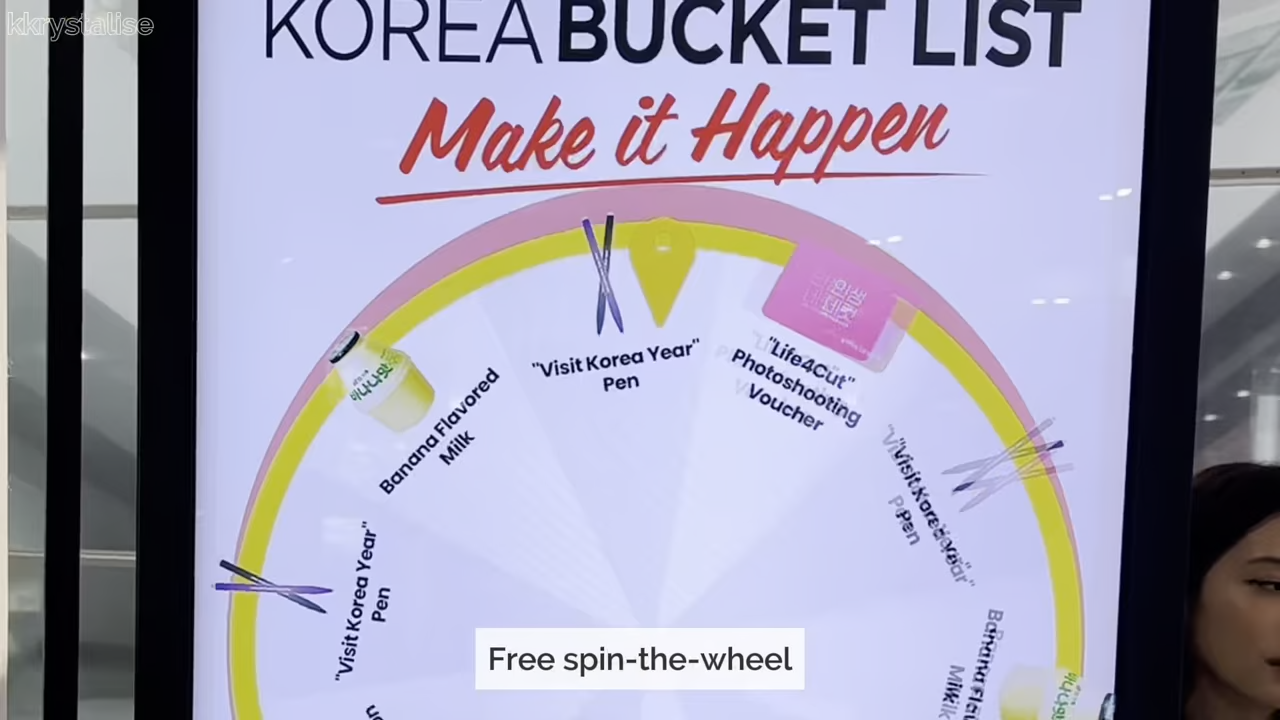 kkrystalise
KOREA BUCKET LIST
Make it Happen
"Visit Korea Year"
Pen
"Life4Cut"
Photoshooting
Voucher
Banana Flavored
Milk
"Visit Korea Year"
Pen
"Visit Korea Year"
Pen
Milk
Free spin-the-wheel